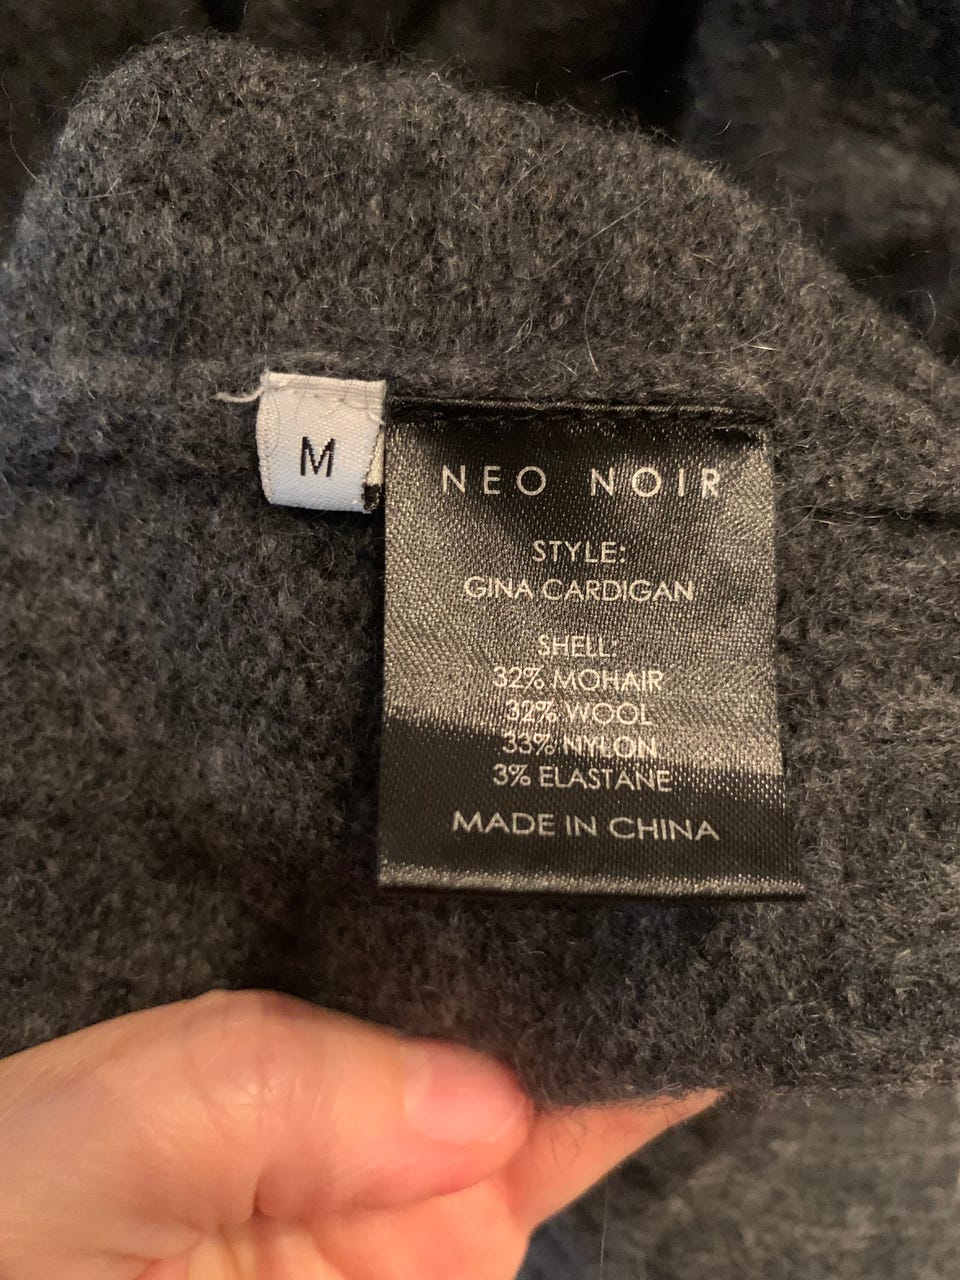 M
NEO NOIR
STYLE:
GINA CARDIGAN
SHELL:
32% MOHAIR
32% WOOL
33% NYLON
3% ELASTANE
MADE IN CHINA